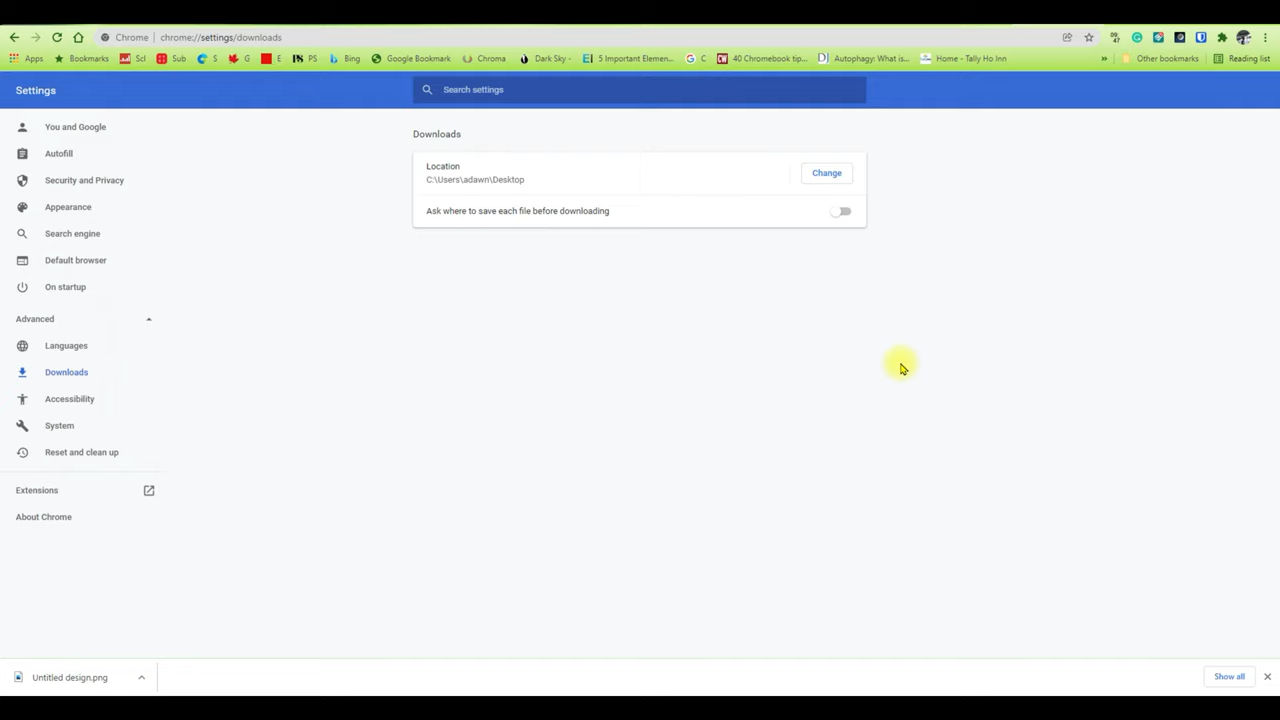 Chrome chrome://settings/downloads
Apps Bookmarks Scl Sub S G E PS Bing Google Bookmark Chroma Dark Sky - 5 Important Elemen... C 40 Chromebook tip... Autophagy: What is... Home - Tally Ho Inn » Other bookmarks Reading list
Settings
Search settings
You and Google
Autofill
Security and Privacy
Appearance
Search engine
Default browser
On startup
Advanced
Languages
Downloads
Accessibility
System
Reset and clean up
Extensions
About Chrome
Downloads
Location
C:\Users\adawn\Desktop
Change
Ask where to save each file before downloading
Untitled design.png
Show all